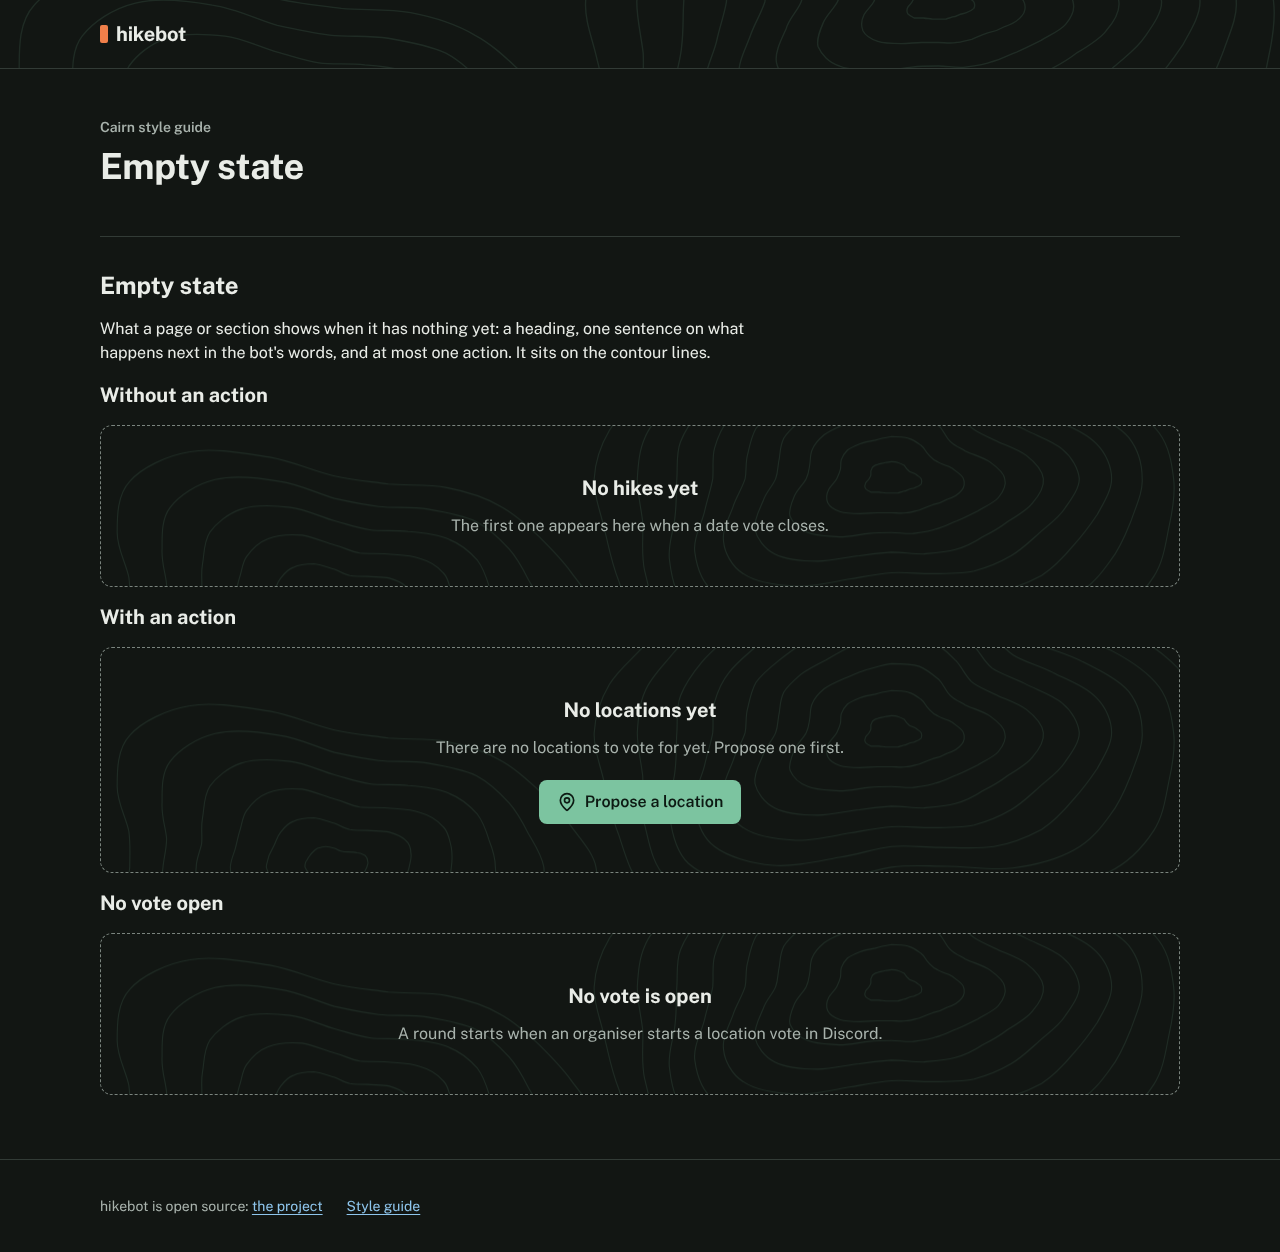 hikebot
Cairn style guide
Empty state
Empty state
What a page or section shows when it has nothing yet: a heading, one sentence on what
happens next in the bot's words, and at most one action. It sits on the contour lines.
Without an action
No hikes yet
The first one appears here when a date vote closes.
With an action
No locations yet
There are no locations to vote for yet. Propose one first.
Propose a location
No vote open
No vote is open
A round starts when an organiser starts a location vote in Discord.
hikebot is open source: the project Style guide